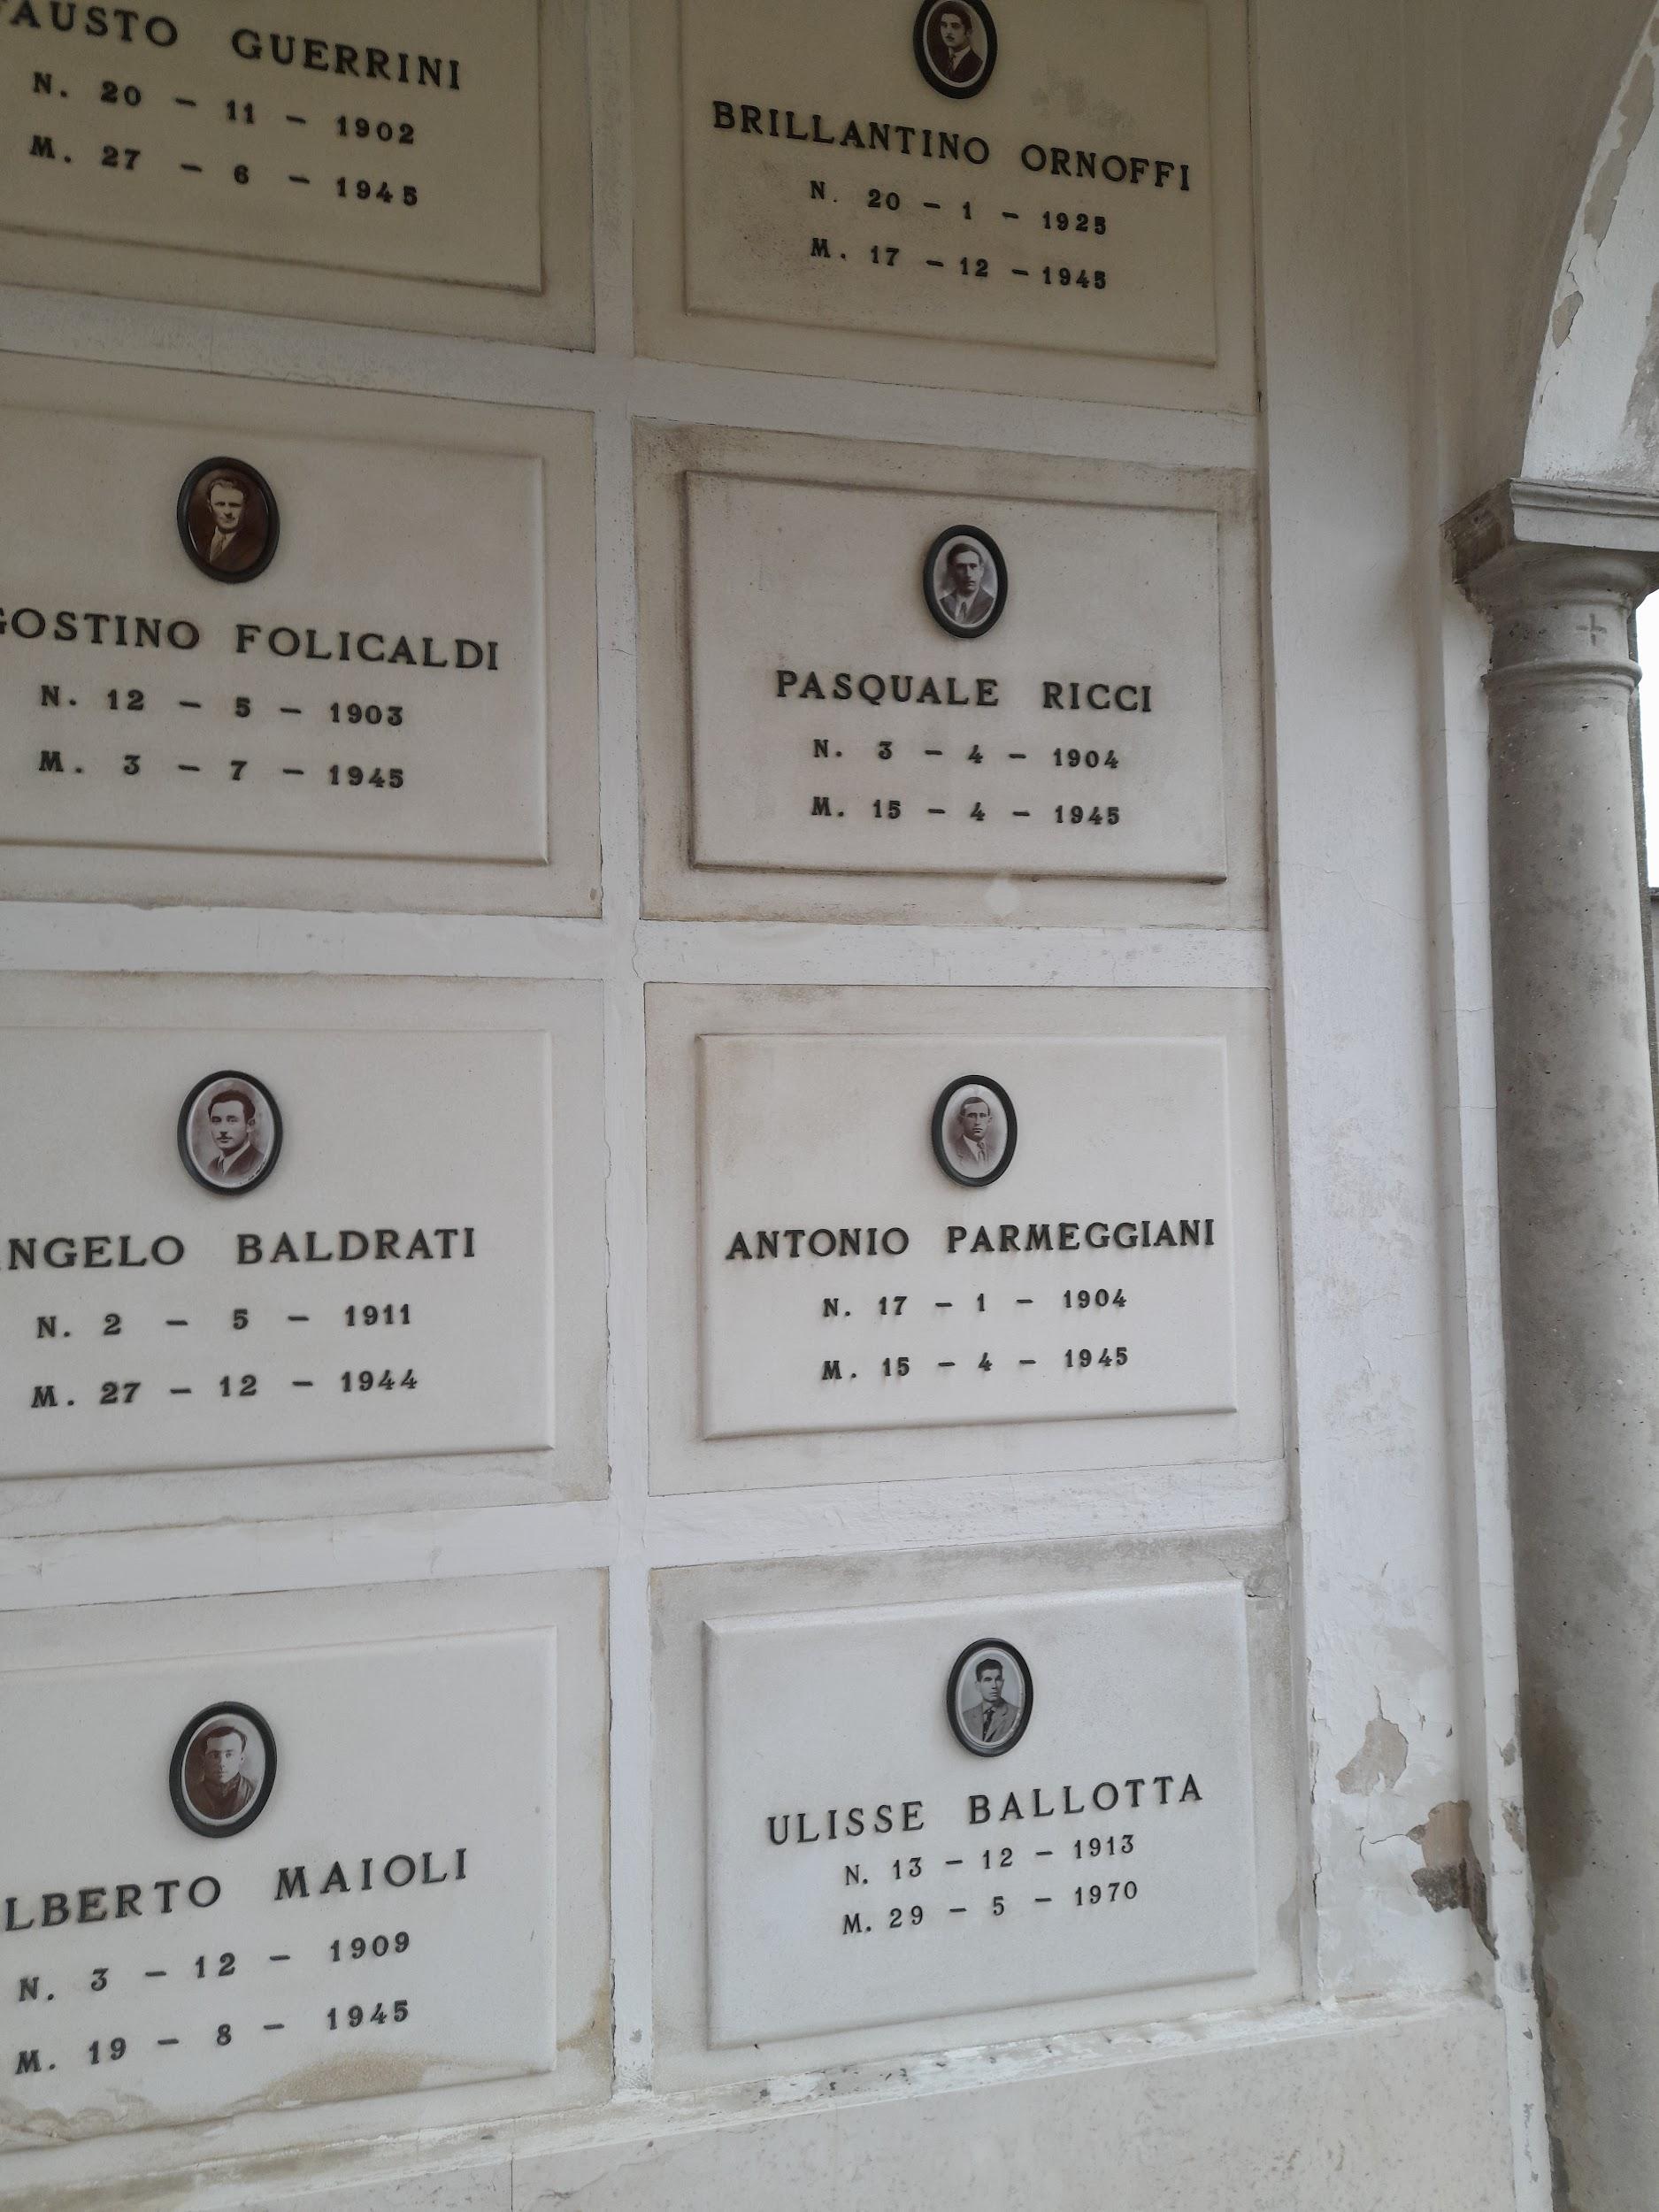 FAUSTO GUERRINI
N. 20 - 11 - 1902
M. 27 - 6 - 1945
BRILLANTINO ORNOFFI
N. 20 - 1 - 1925
M. 17 - 12 - 1945
GOSTINO FOLICALDI
N. 12 - 5 - 1903
M. 3 - 7 - 1945
PASQUALE RICCI
N. 3 - 4 - 1904
M. 15 - 4 - 1945
NGELO BALDRATI
N. 2 - 5 - 1911
M. 27 - 12 - 1944
ANTONIO PARMEGGIANI
N. 17 - 1 - 1904
M. 15 - 4 - 1945
LBERTO MAIOLI
N. 3 - 12 - 1909
M. 19 - 8 - 1945
ULISSE BALLOTTA
N. 13 - 12 - 1913
M. 29 - 5 - 1970